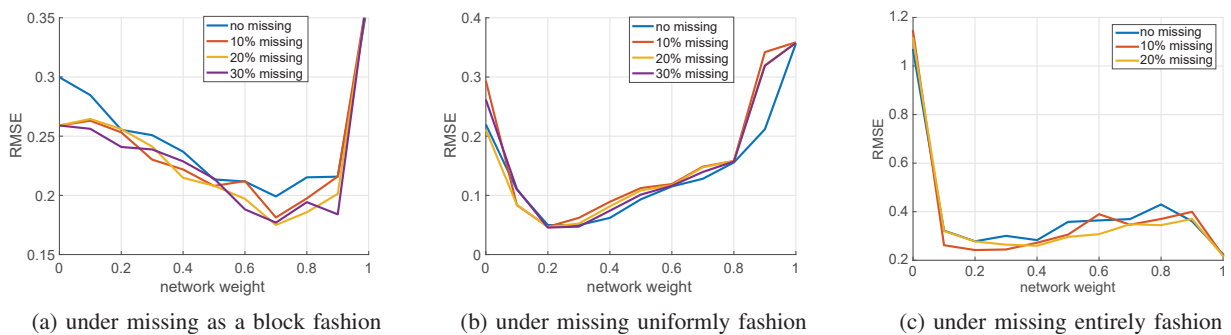 0.35
0.3
0.25
0.2
0.15
RMSE
0 0.2 0.4 0.6 0.8 1
network weight
no missing
10% missing
20% missing
30% missing
(a) under missing as a block fashion
0.4
0.3
0.2
0.1
0
RMSE
0 0.2 0.4 0.6 0.8 1
network weight
no missing
10% missing
20% missing
30% missing
(b) under missing uniformly fashion
1.2
1
0.8
0.6
0.4
0.2
RMSE
0 0.2 0.4 0.6 0.8 1
network weight
no missing
10% missing
20% missing
(c) under missing entirely fashion